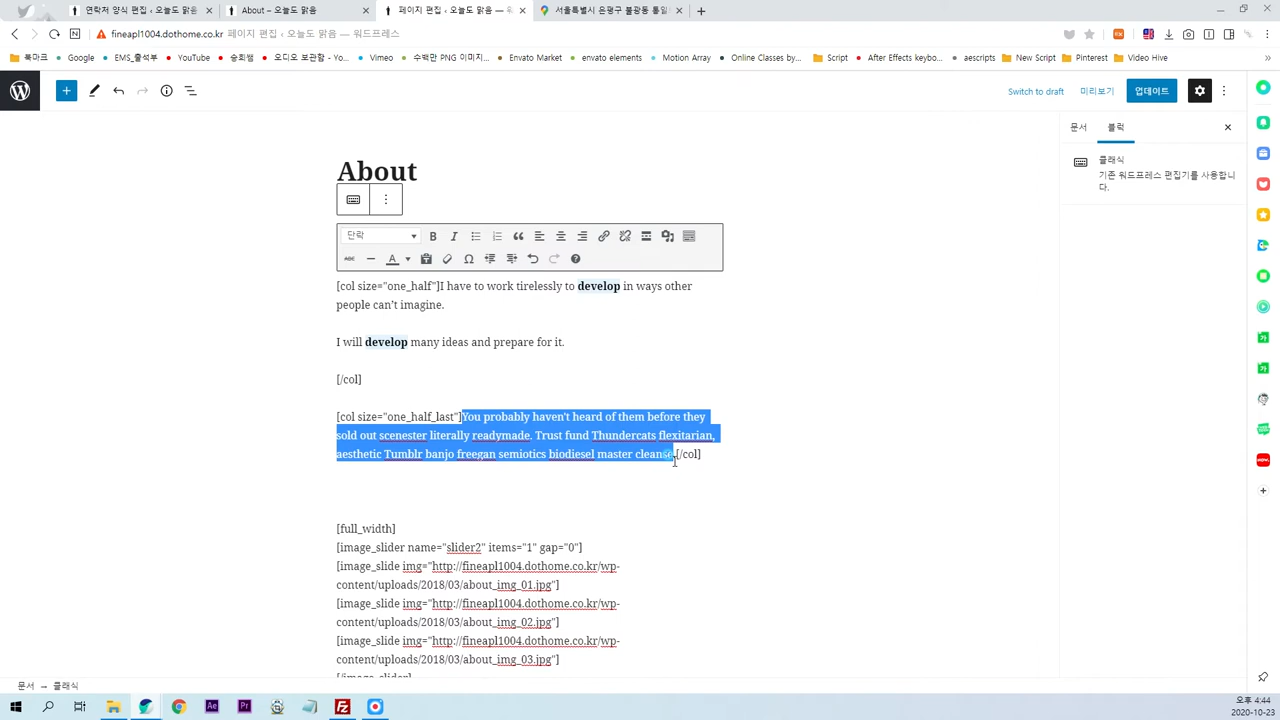 연락처 양식 편집 ‹ 오늘도 맑음
About – 오늘도 맑음
페이지 편집 ‹ 오늘도 맑음 —
서울특별시 은평구 불광동 통일
fineapl1004.dothome.co.kr 페이지 편집 ‹ 오늘도 맑음 — 워드프레스
북마크
Google
EMS_출석부
YouTube
승희쌤
오디오 보관함 - Yo...
Vimeo
수백만 PNG 이미지...
Envato Market
envato elements
Motion Array
Online Classes by...
Script
After Effects keybo...
aescripts
New Script
Pinterest
Video Hive
Switch to draft
미리보기
업데이트
문서
블럭
클래식
기존 워드프레스 편집기를 사용합니
다.
About
단락
[col size="one_half"]I have to work tirelessly to develop in ways other
people can't imagine.
I will develop many ideas and prepare for it.
[/col]
[col size="one_half_last"]You probably haven't heard of them before they
sold out scenester literally readymade. Trust fund Thundercats flexitarian,
aesthetic Tumblr banjo freegan semiotics biodiesel master cleanse.[/col]
[full_width]
[image_slider name="slider2" items="1" gap="0"]
[image_slide img="http://fineapl1004.dothome.co.kr/wp-
content/uploads/2018/03/about_img_01.jpg"]
[image_slide img="http://fineapl1004.dothome.co.kr/wp-
content/uploads/2018/03/about_img_02.jpg"]
[image_slide img="http://fineapl1004.dothome.co.kr/wp-
content/uploads/2018/03/about_img_03.jpg"]
[/image_slider]
문서 → 클래식
오후 4:44
2020-10-23